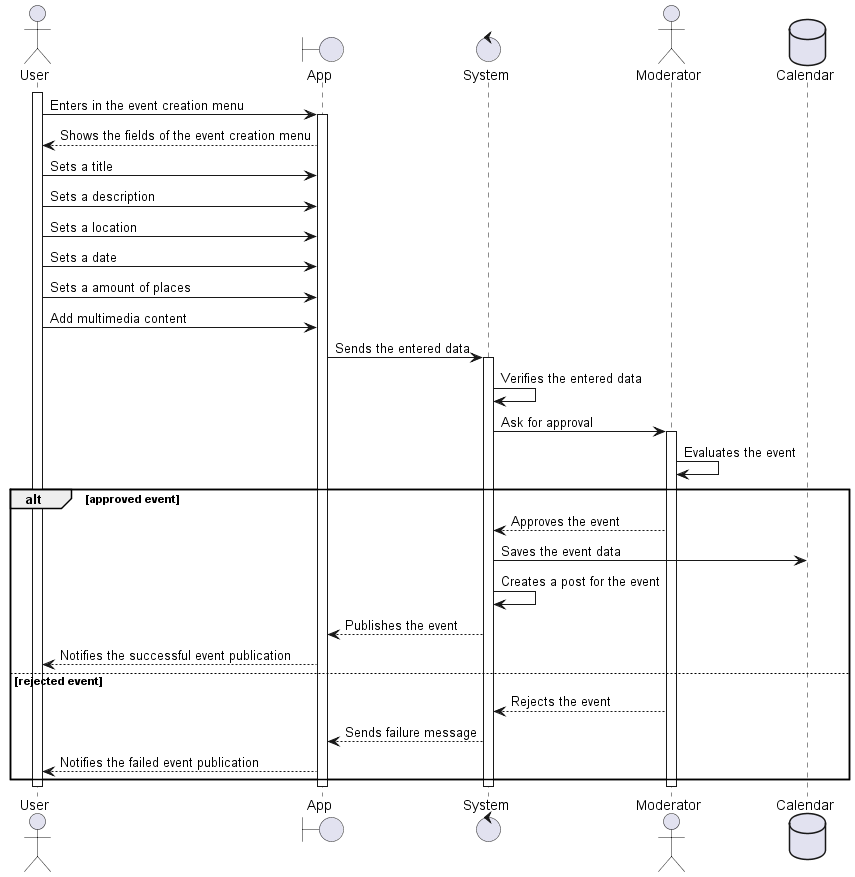 User
App
System
Moderator
Calendar
Enters in the event creation menu
Shows the fields of the event creation menu
Sets a title
Sets a description
Sets a location
Sets a date
Sets a amount of places
Add multimedia content
Sends the entered data
Verifies the entered data
Ask for approval
Evaluates the event
alt [approved event]
Approves the event
Saves the event data
Creates a post for the event
Publishes the event
Notifies the successful event publication
[rejected event]
Rejects the event
Sends failure message
Notifies the failed event publication
User
App
System
Moderator
Calendar